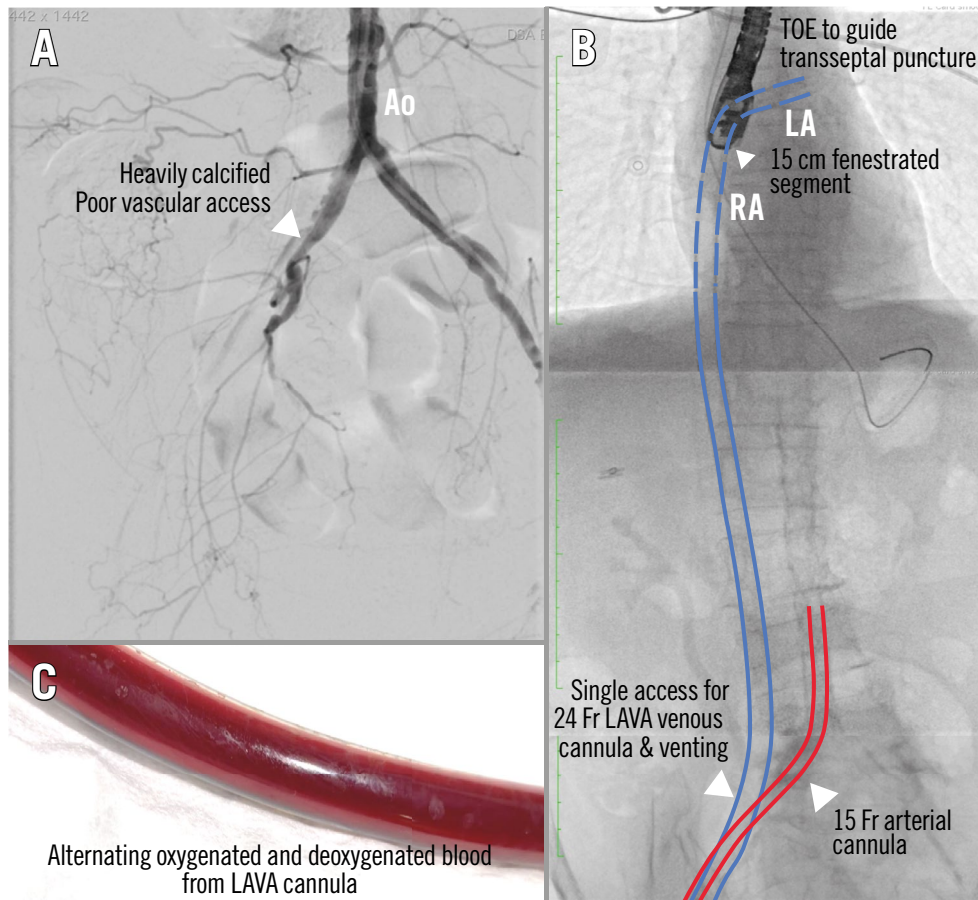 442 x 1442
A
Ao
Heavily calcified
Poor vascular access
C
Alternating oxygenated and deoxygenated blood
from LAVA cannula
B
TOE to guide
transseptal puncture
LA
15 cm fenestrated
segment
RA
Single access for
24 Fr LAVA venous
cannula & venting
15 Fr arterial
cannula